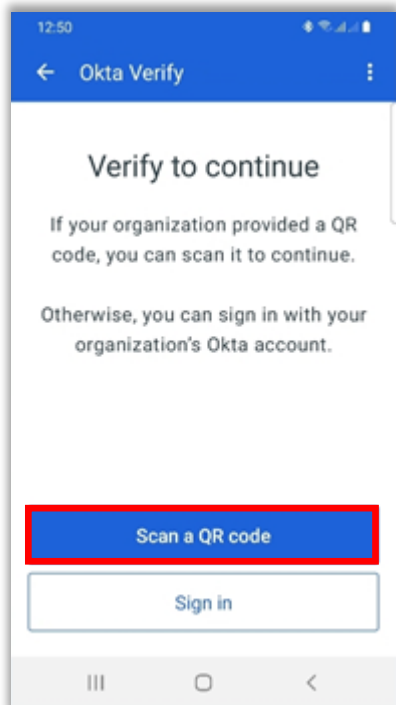 12:50
Okta Verify
Verify to continue
If your organization provided a QR
code, you can scan it to continue.
Otherwise, you can sign in with your
organization's Okta account.
Scan a QR code
Sign in